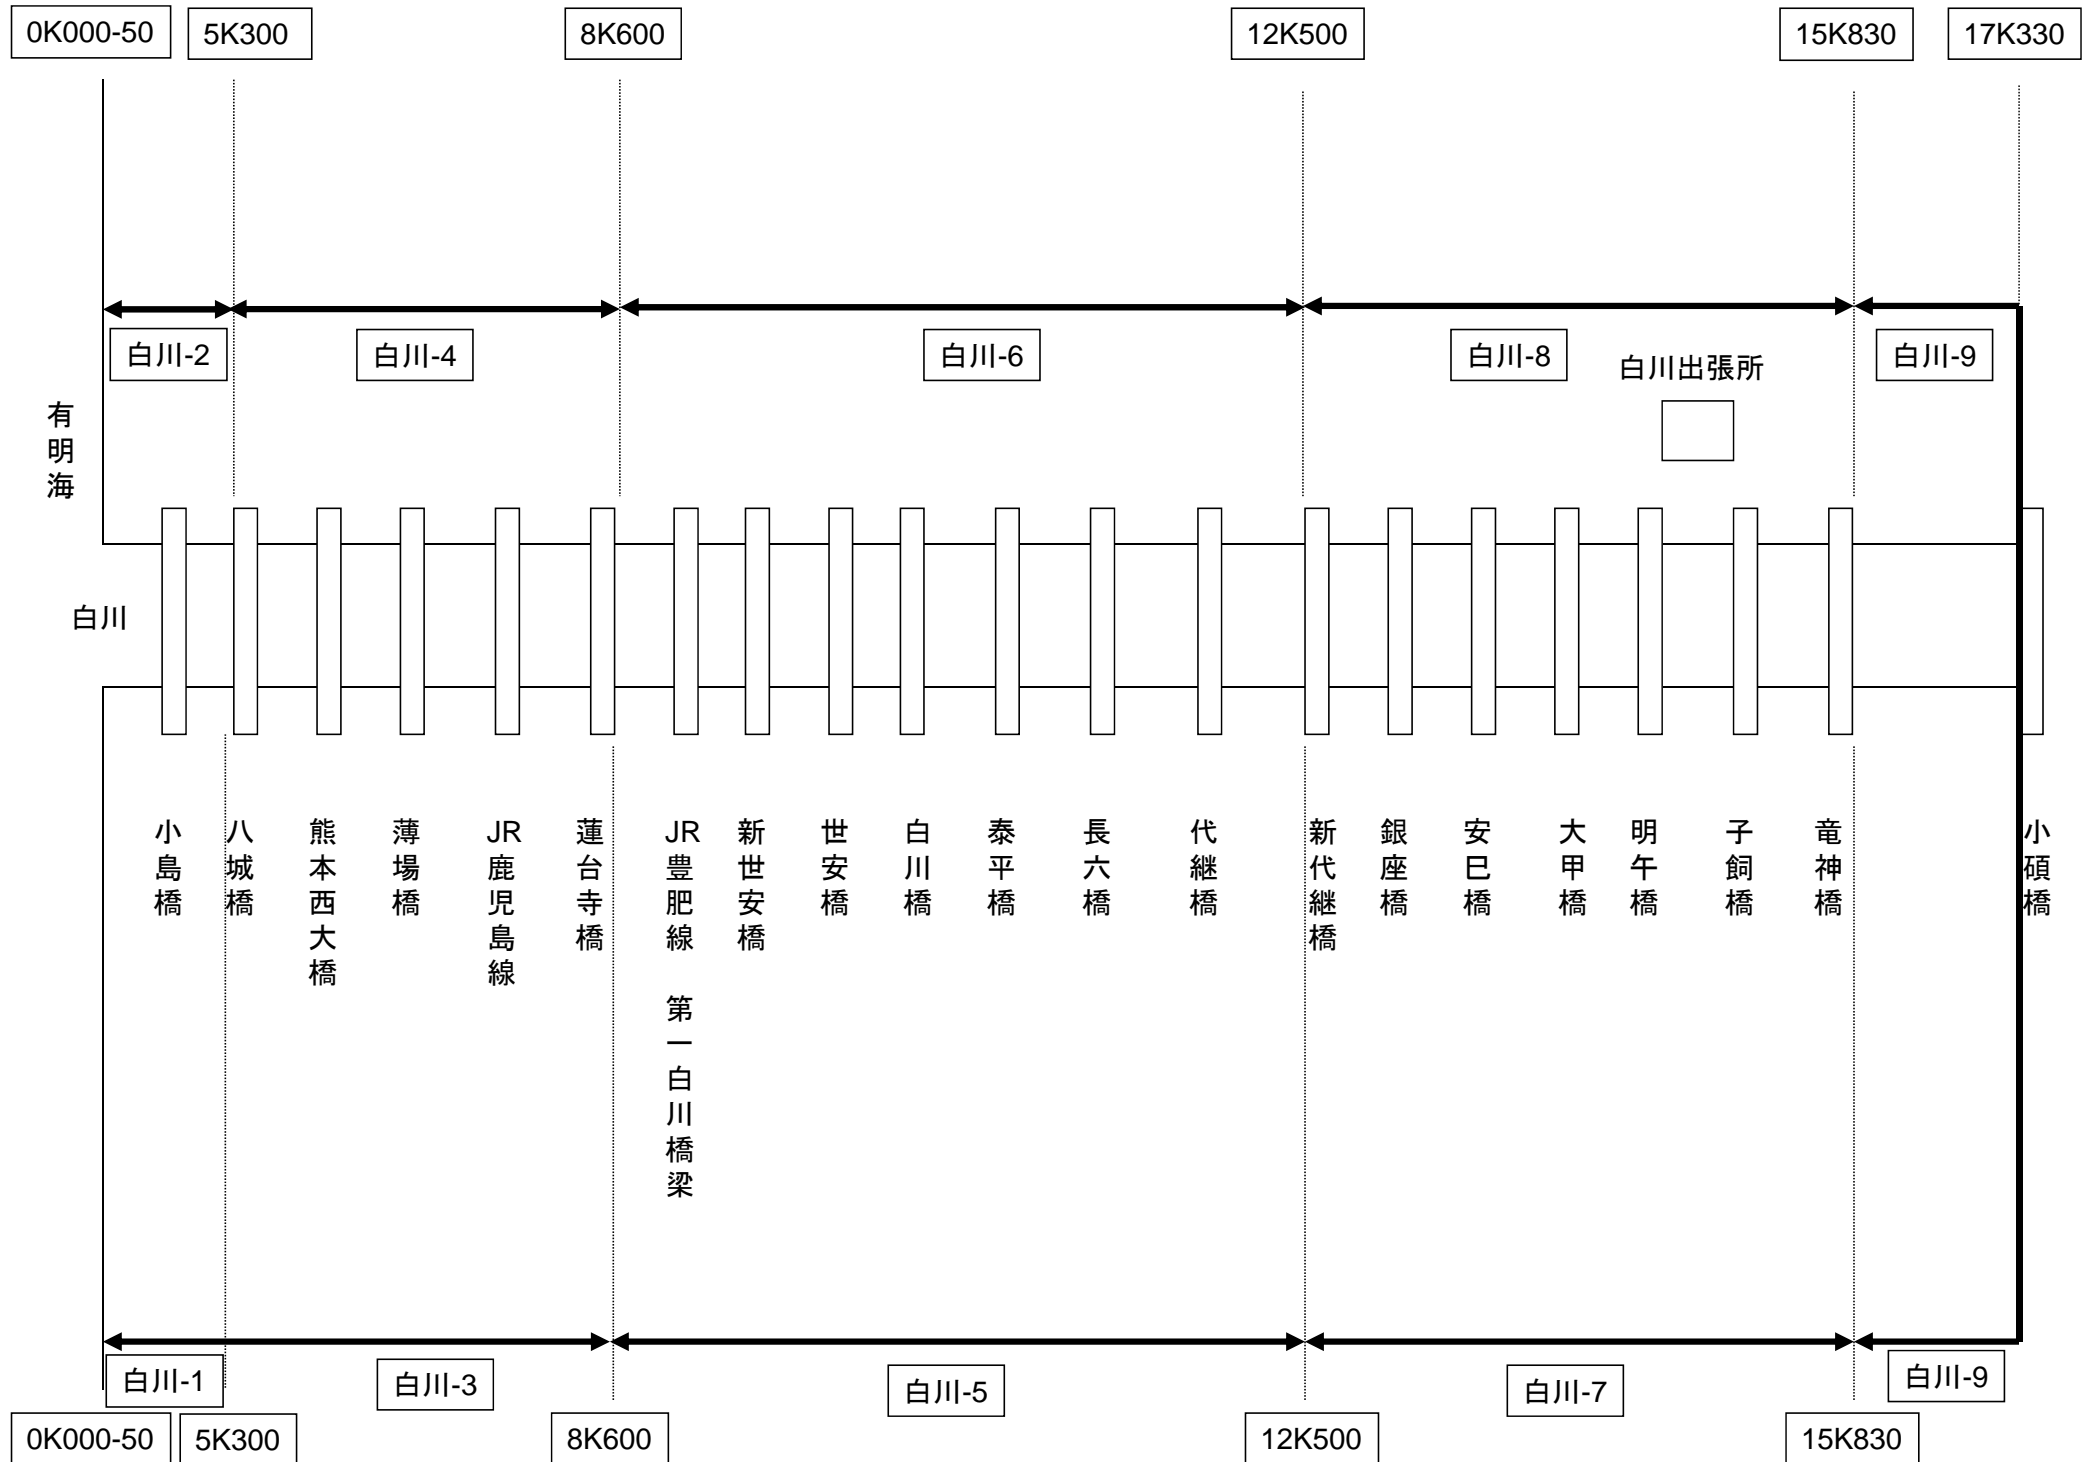 0K000-50
5K300
8K600
12K500
15K830
17K330
白川-2
白川-4
白川-6
白川-8
白川出張所
白川-9
有明海
白川
小島橋
八城橋
熊本西大橋
薄場橋
JR鹿児島線
蓮台寺橋
JR豊肥線 第一白川橋梁
新世安橋
世安橋
白川橋
泰平橋
長六橋
代継橋
新代継橋
銀座橋
安巳橋
大甲橋
明午橋
子飼橋
竜神橋
小碩橋
白川-1
白川-3
白川-5
白川-7
白川-9
0K000-50
5K300
8K600
12K500
15K830